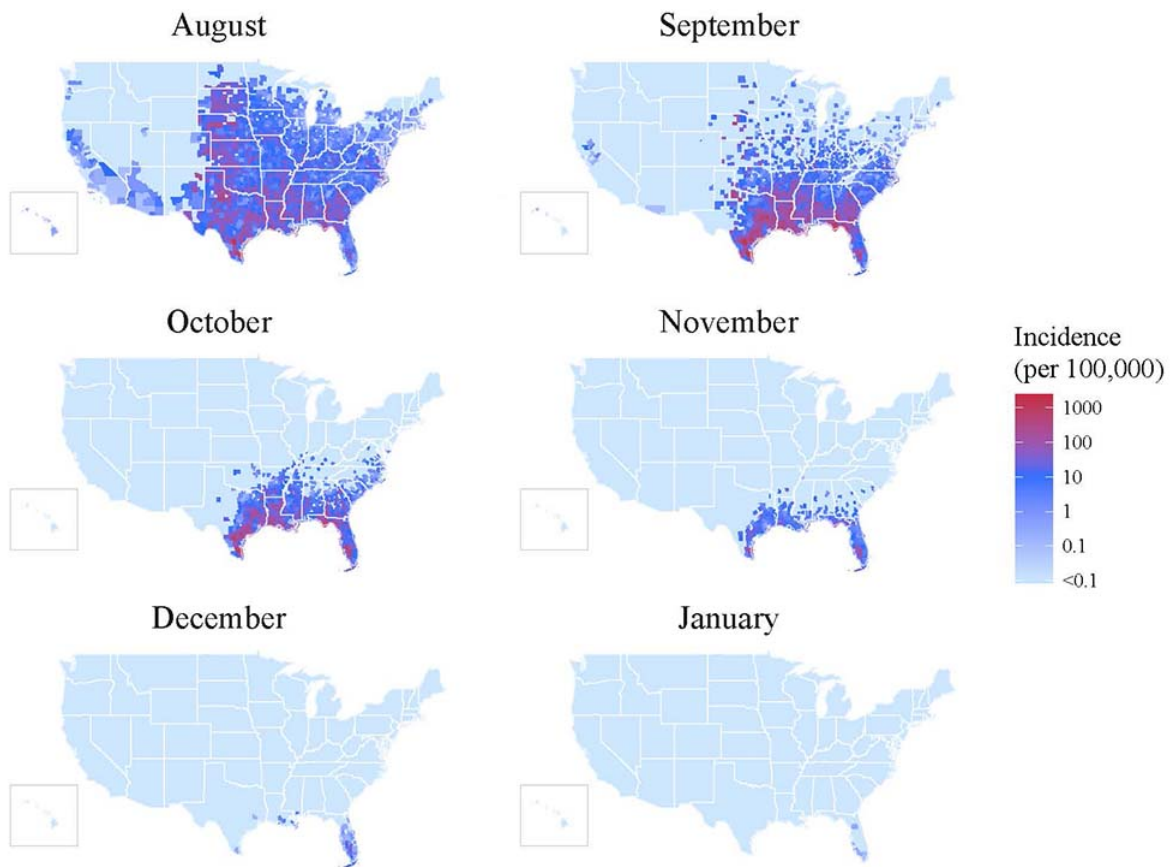 August
September
October
November
Incidence
(per 100,000)
1000
100
10
1
0.1
<0.1
December
January